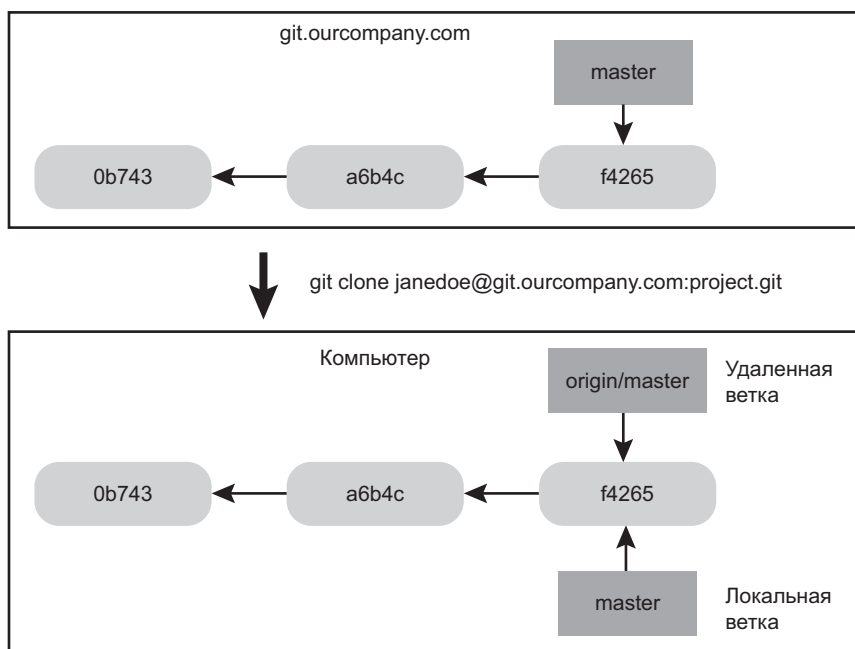 git.ourcompany.com
master
0b743
a6b4c
f4265
git clone janedoe@git.ourcompany.com:project.git
Компьютер
origin/master
Удаленная
ветка
0b743
a6b4c
f4265
master
Локальная
ветка